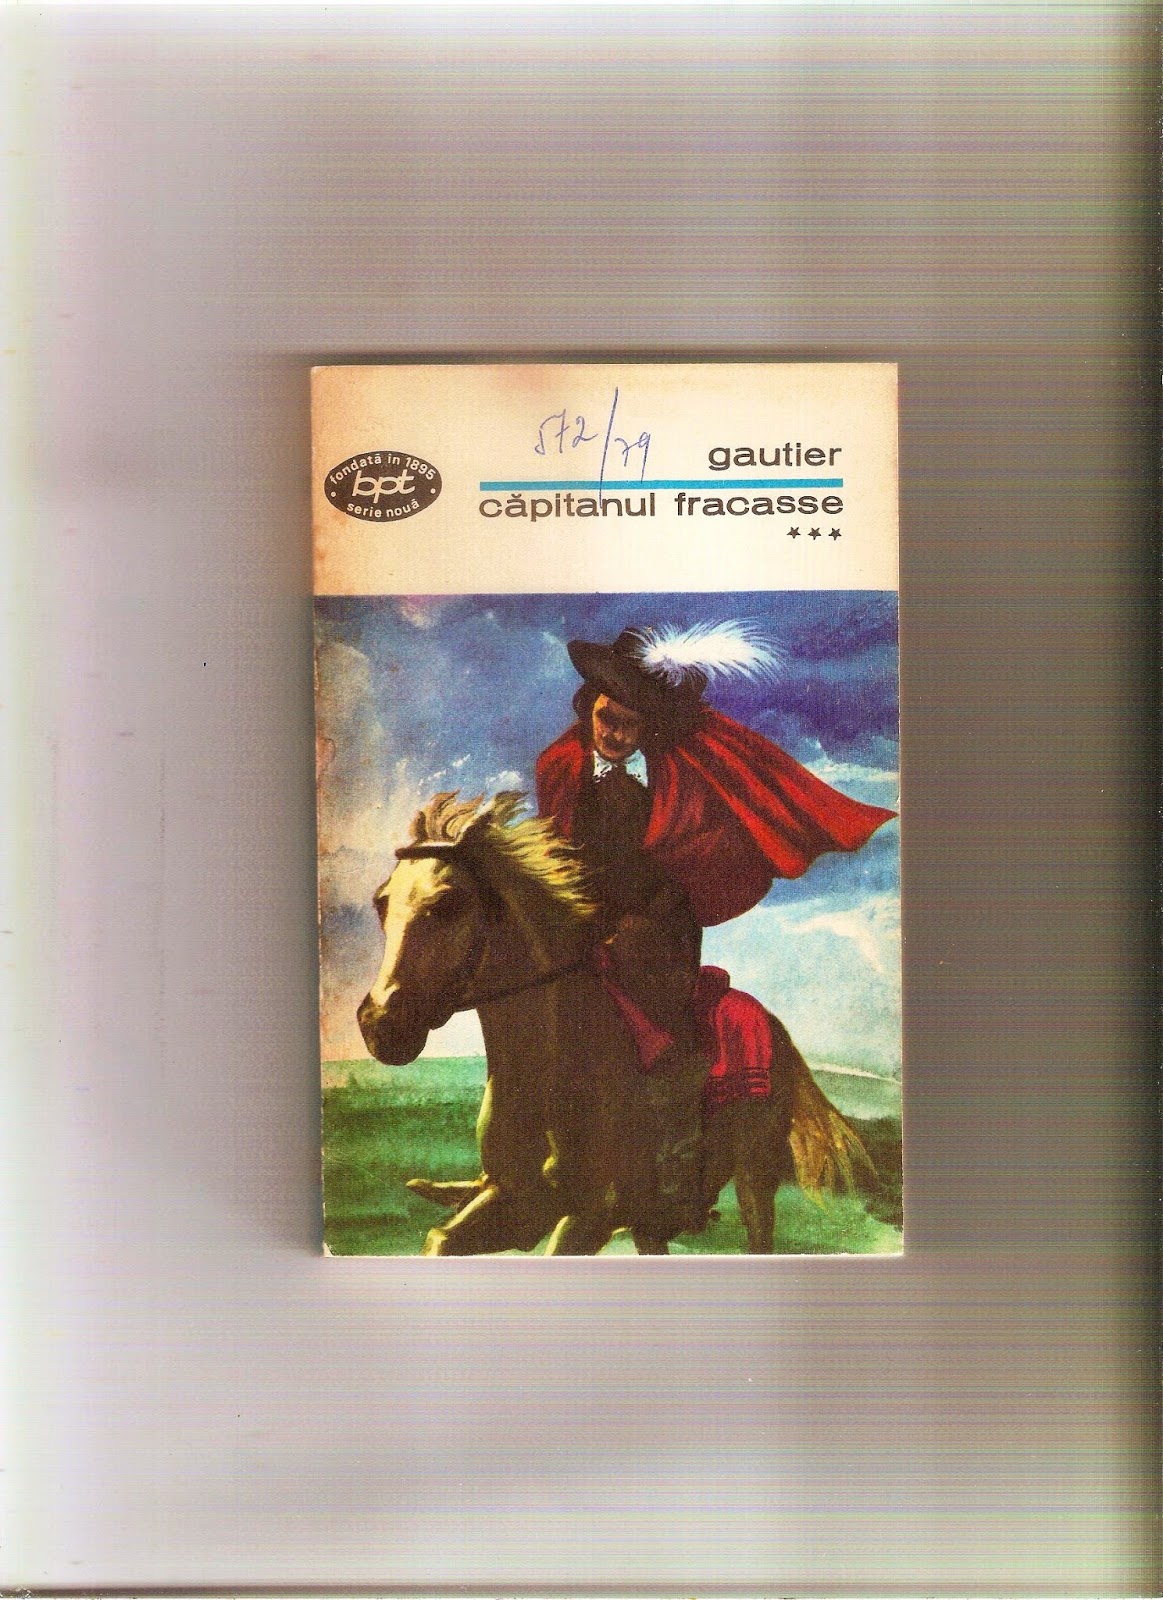 572/79
gautier
căpitanul fracasse
***
fondată în 1895
bpt
serie nouă